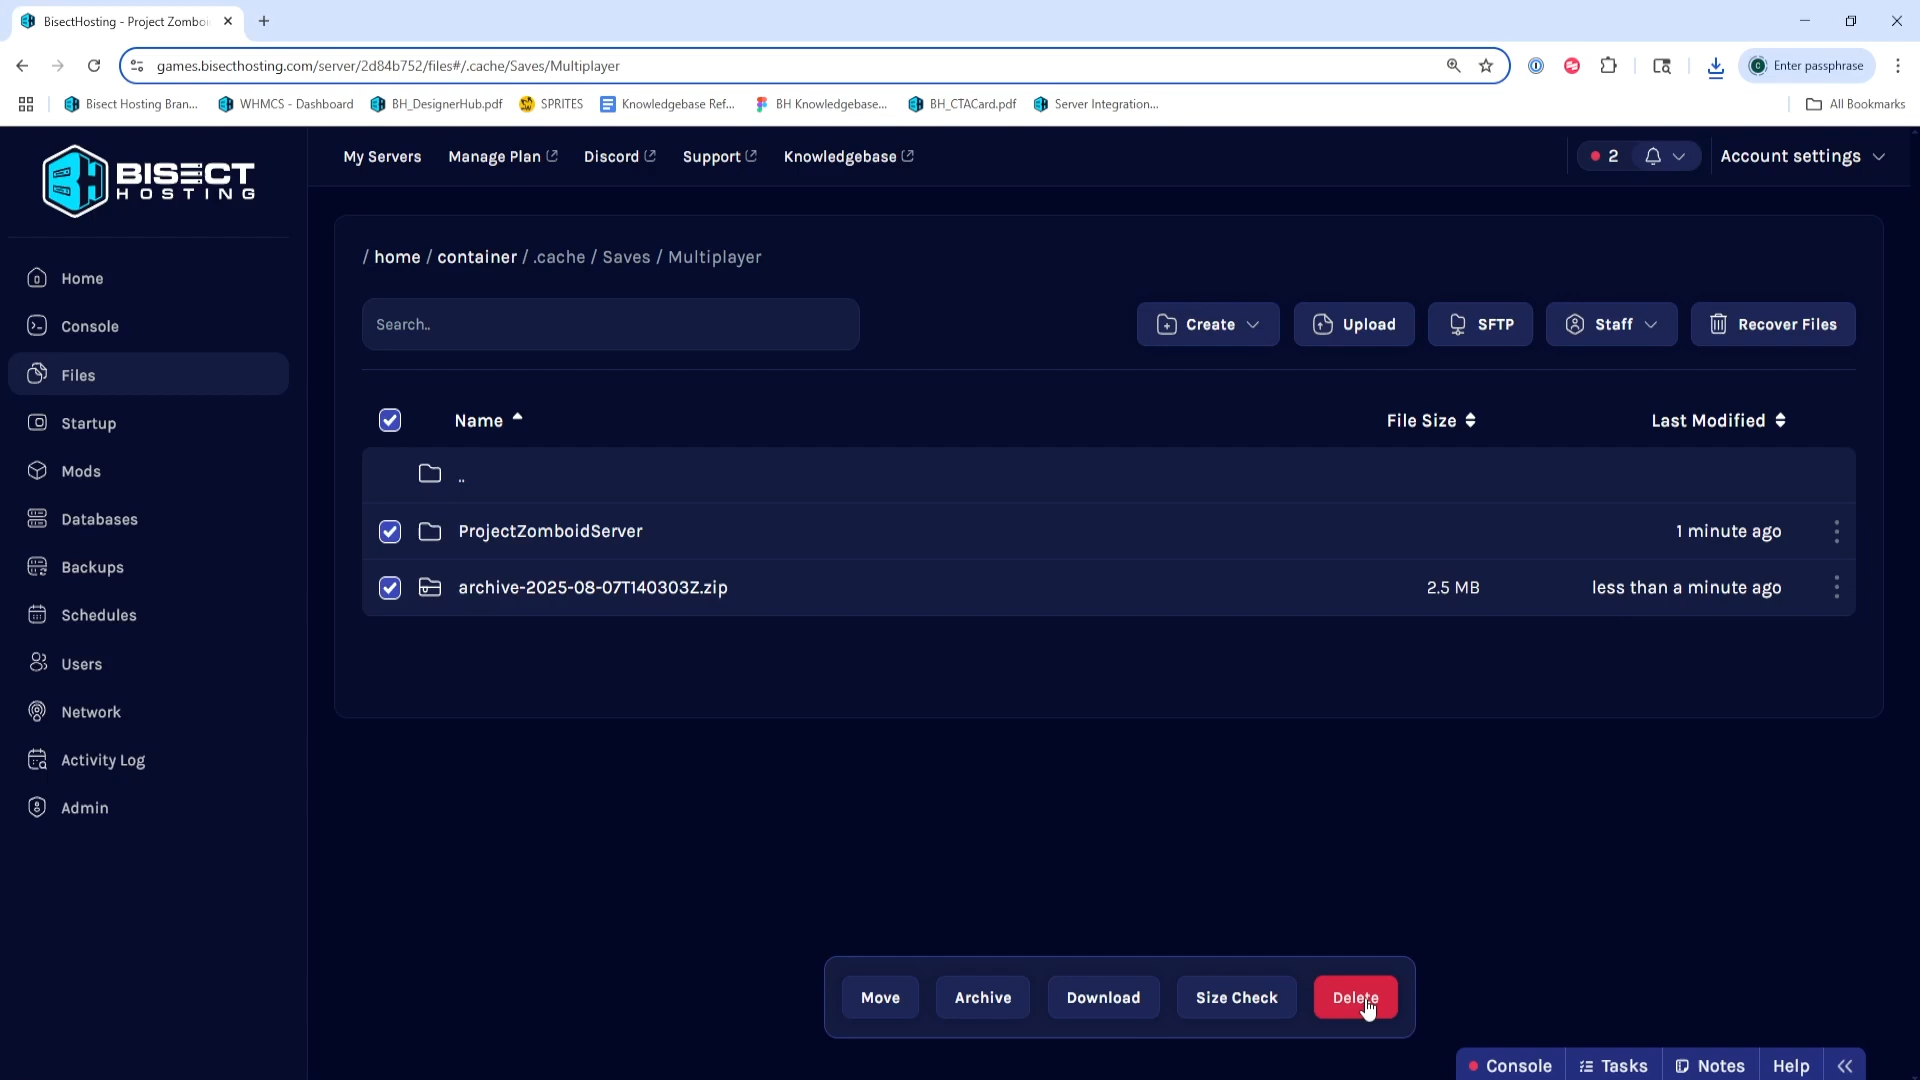 BisectHosting - Project Zomboi
games.bisecthosting.com/server/2d84b752/files#/.cache/Saves/Multiplayer
Enter passphrase
Bisect Hosting Bran...
WHMCS - Dashboard
BH_DesignerHub.pdf
SPRITES
Knowledgebase Ref...
BH Knowledgebase...
BH_CTACard.pdf
Server Integration...
All Bookmarks
BISECT
HOSTING
My Servers
Manage Plan
Discord
Support
Knowledgebase
2
Account settings
Home
Console
Files
Startup
Mods
Databases
Backups
Schedules
Users
Network
Activity Log
Admin
/ home / container / .cache / Saves / Multiplayer
Search..
Create
Upload
SFTP
Staff
Recover Files
Name
File Size
Last Modified
..
ProjectZomboidServer
1 minute ago
archive-2025-08-07T140303Z.zip
2.5 MB
less than a minute ago
Move
Archive
Download
Size Check
Delete
Console
Tasks
Notes
Help